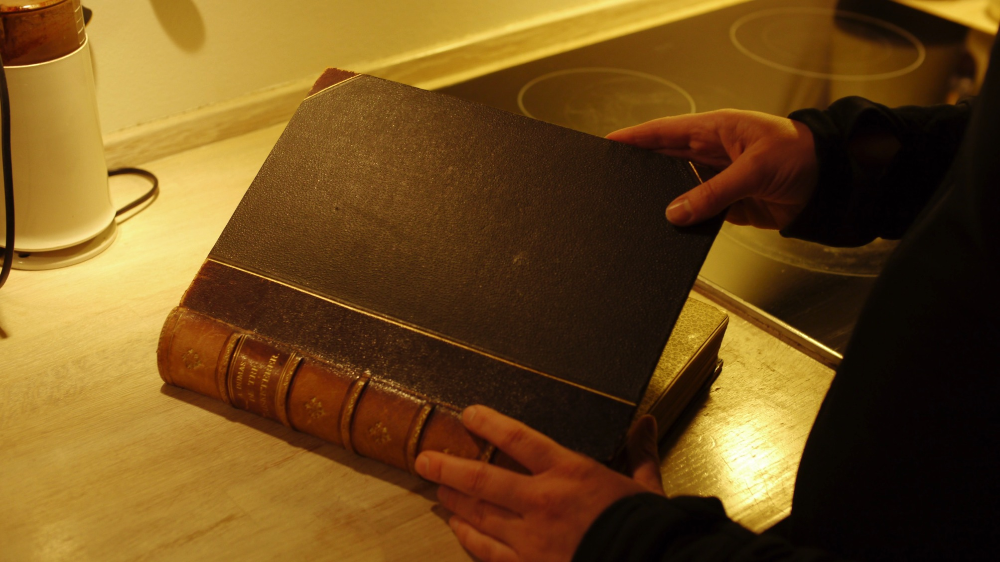 A DUMAS
DE TRE
MUSKETERER.